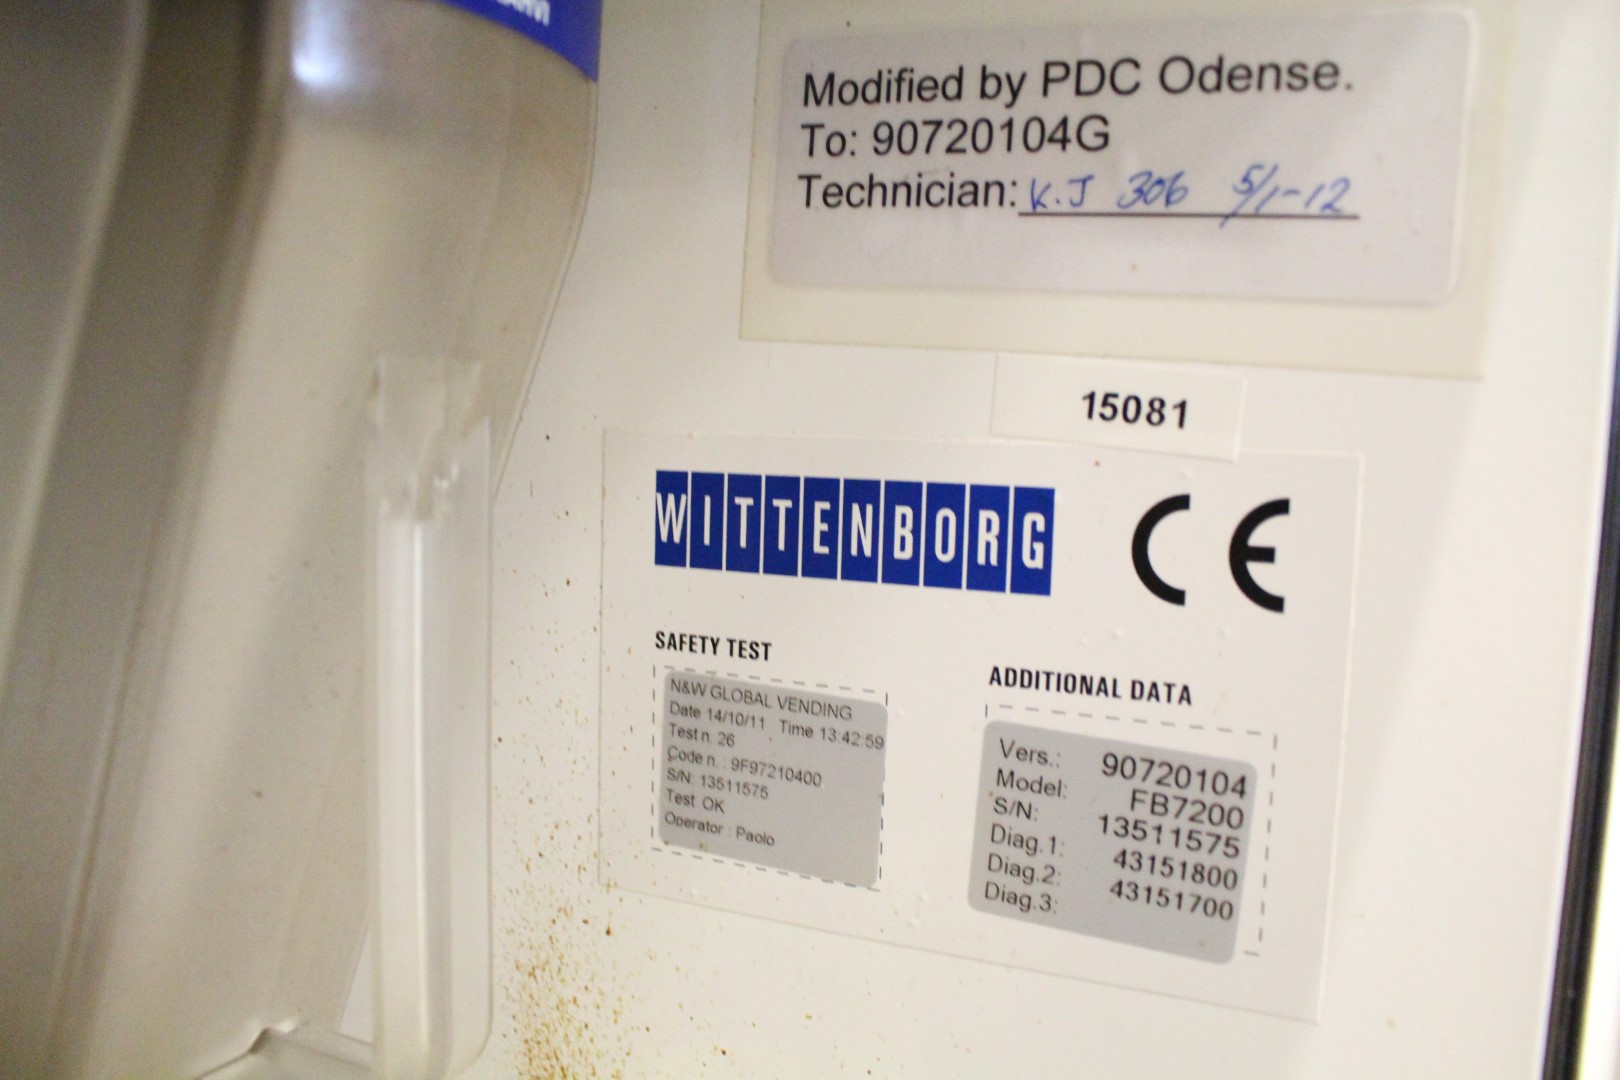 Modified by PDC Odense.
To: 90720104G
Technician: K.J 306 5/1-12
15081
WITTENBORG CE
SAFETY TEST
N&W GLOBAL VENDING
Date 14/10/11 Time 13:42:59
Test n. 26
Code n. : 9F97210400
S/N: 13511575
Test OK
Operator : Paolo
ADDITIONAL DATA
Vers.: 90720104
Model: FB7200
S/N: 13511575
Diag.1: 43151800
Diag.2: 43151700
Diag.3: